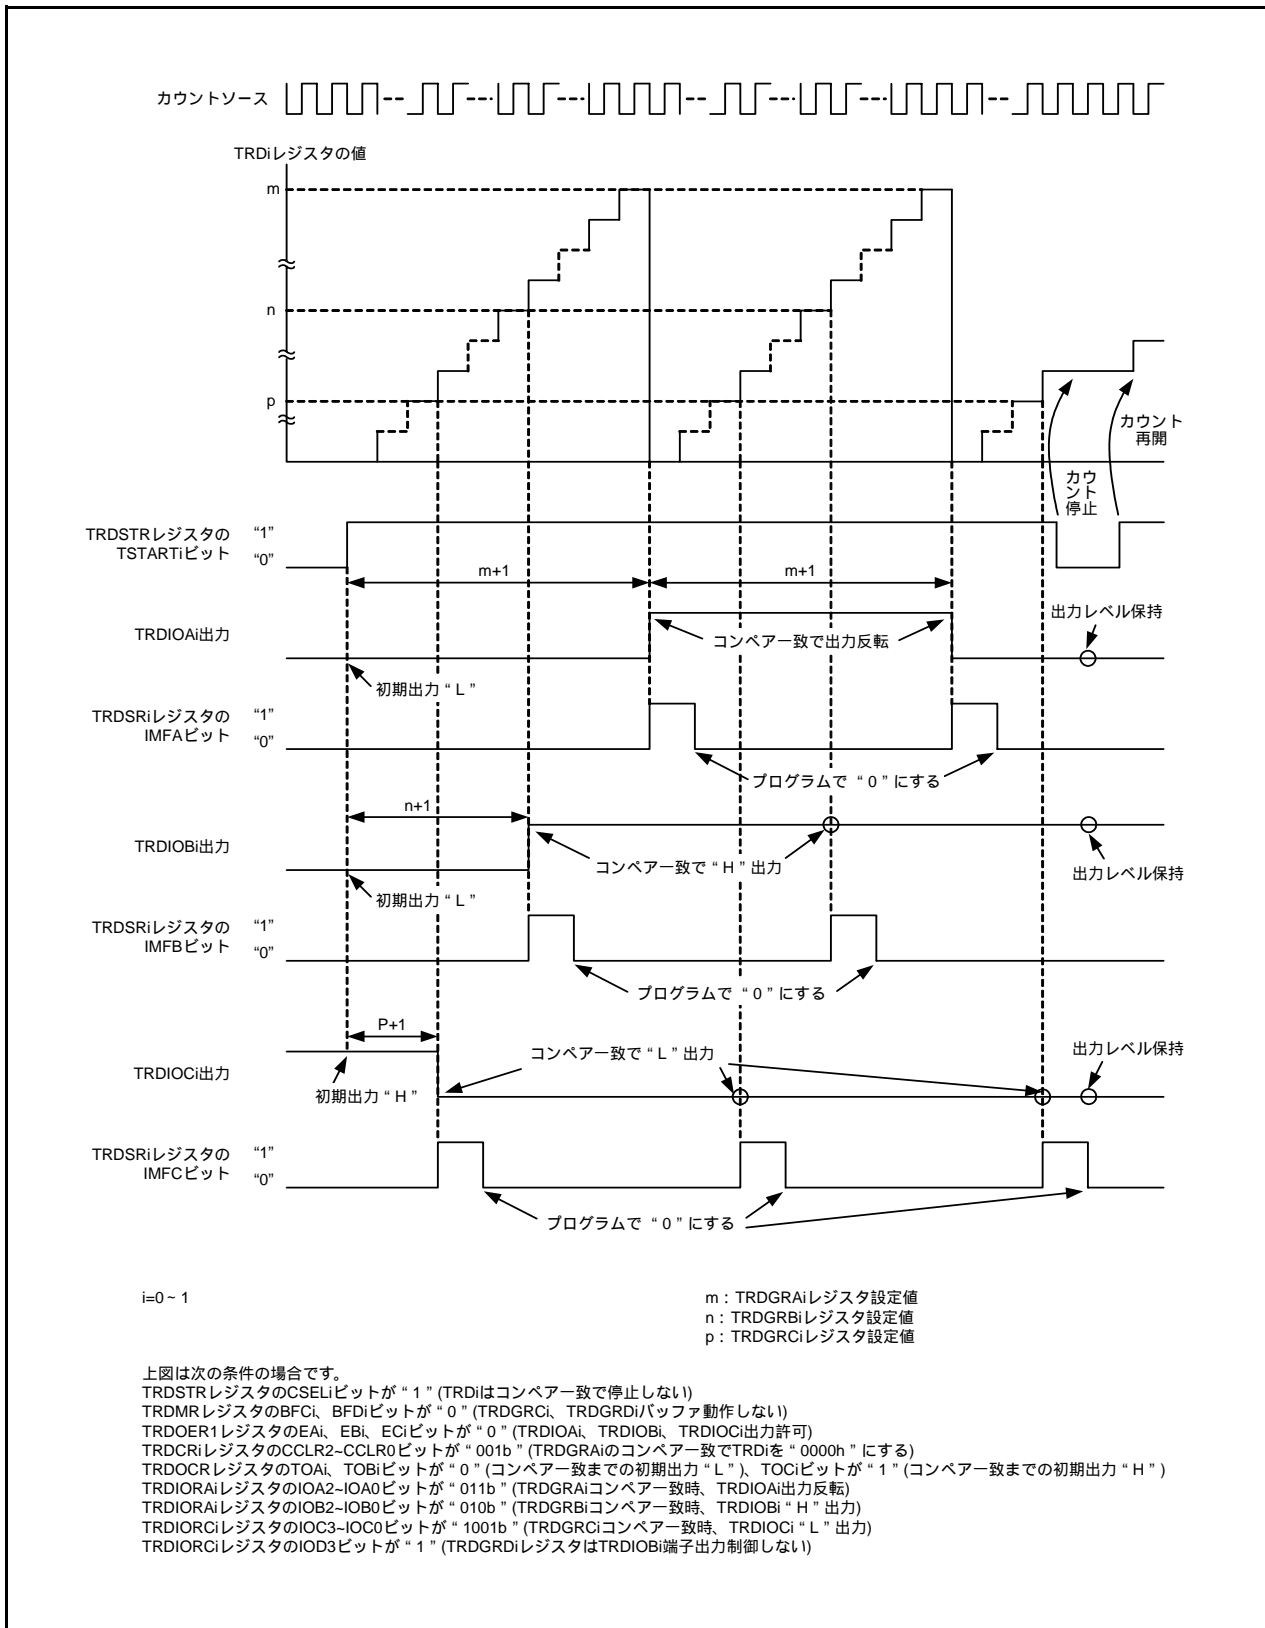 カウントソース
TRDiレジスタの値
m
n
p
カウント
再開
カウ
ント
停止
TRDSTRレジスタの
TSTARTiビット
“1”
“0”
m+1
m+1
出力レベル保持
TRDIOAi出力
コンペア一致で出力反転
初期出力 “ L ”
TRDSRiレジスタの
IMFAビット
“1”
“0”
プログラムで “ 0 ” にする
n+1
TRDIOBi出力
コンペア一致で “ H ” 出力
出力レベル保持
初期出力 “ L ”
TRDSRiレジスタの
IMFBビット
“1”
“0”
プログラムで “ 0 ” にする
P+1
コンペア一致で “ L ” 出力
出力レベル保持
TRDIOCi出力
初期出力 “ H ”
TRDSRiレジスタの
IMFCビット
“1”
“0”
プログラムで “ 0 ” にする
i=0 ~ 1
m : TRDGRAiレジスタ設定値
n : TRDGRBiレジスタ設定値
p : TRDGRCiレジスタ設定値
上図は次の条件の場合です。
TRDSTRレジスタのCSELiビットが “ 1 ” (TRDiはコンペア一致で停止しない)
TRDMRレジスタのBFCi、BFDiビットが “ 0 ” (TRDGRCi、TRDGRDiバッファ動作しない)
TRDOER1レジスタのEAi、EBi、ECiビットが “ 0 ” (TRDIOAi、TRDIOBi、TRDIOCi出力許可)
TRDCRiレジスタのCCLR2~CCLR0ビットが “ 001b ” (TRDGRAiのコンペア一致でTRDiを “ 0000h ” にする)
TRDOCRレジスタのTOAi、TOBiビットが “ 0 ” (コンペア一致までの初期出力 “ L ” )、TOCiビットが “ 1 ” (コンペア一致までの初期出力 “ H ” )
TRDIORAiレジスタのIOA2~IOA0ビットが “ 011b ” (TRDGRAiコンペア一致時、TRDIOAi出力反転)
TRDIORAiレジスタのIOB2~IOB0ビットが “ 010b ” (TRDGRBiコンペア一致時、TRDIOBi “ H ” 出力)
TRDIORCiレジスタのIOC3~IOC0ビットが “ 1001b ” (TRDGRCiコンペア一致時、TRDIOCi “ L ” 出力)
TRDIORCiレジスタのIOD3ビットが “ 1 ” (TRDGRDiレジスタはTRDIOBi端子出力制御しない)